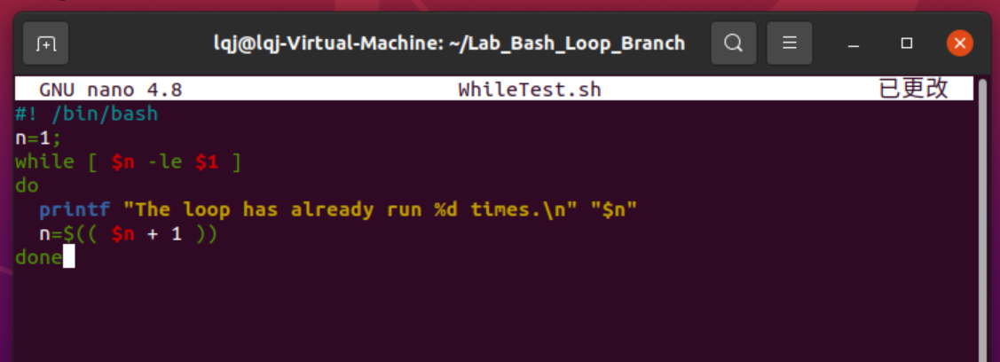 lqj@lqj-Virtual-Machine: ~/Lab_Bash_Loop_Branch
GNU nano 4.8 WhileTest.sh 已更改
#! /bin/bash
n=1;
while [ $n -le $1 ]
do
  printf "The loop has already run %d times.\n" "$n"
  n=$(( $n + 1 ))
done